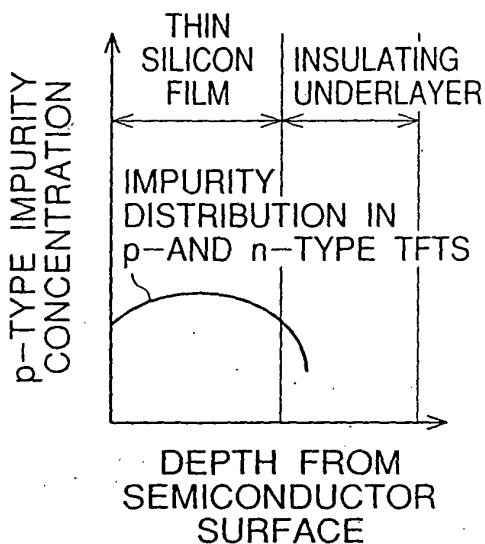 THIN
SILICON
FILM
INSULATING
UNDERLAYER
p-TYPE IMPURITY
CONCENTRATION
IMPURITY
DISTRIBUTION IN
p-AND n-TYPE TFTS
DEPTH FROM
SEMICONDUCTOR
SURFACE